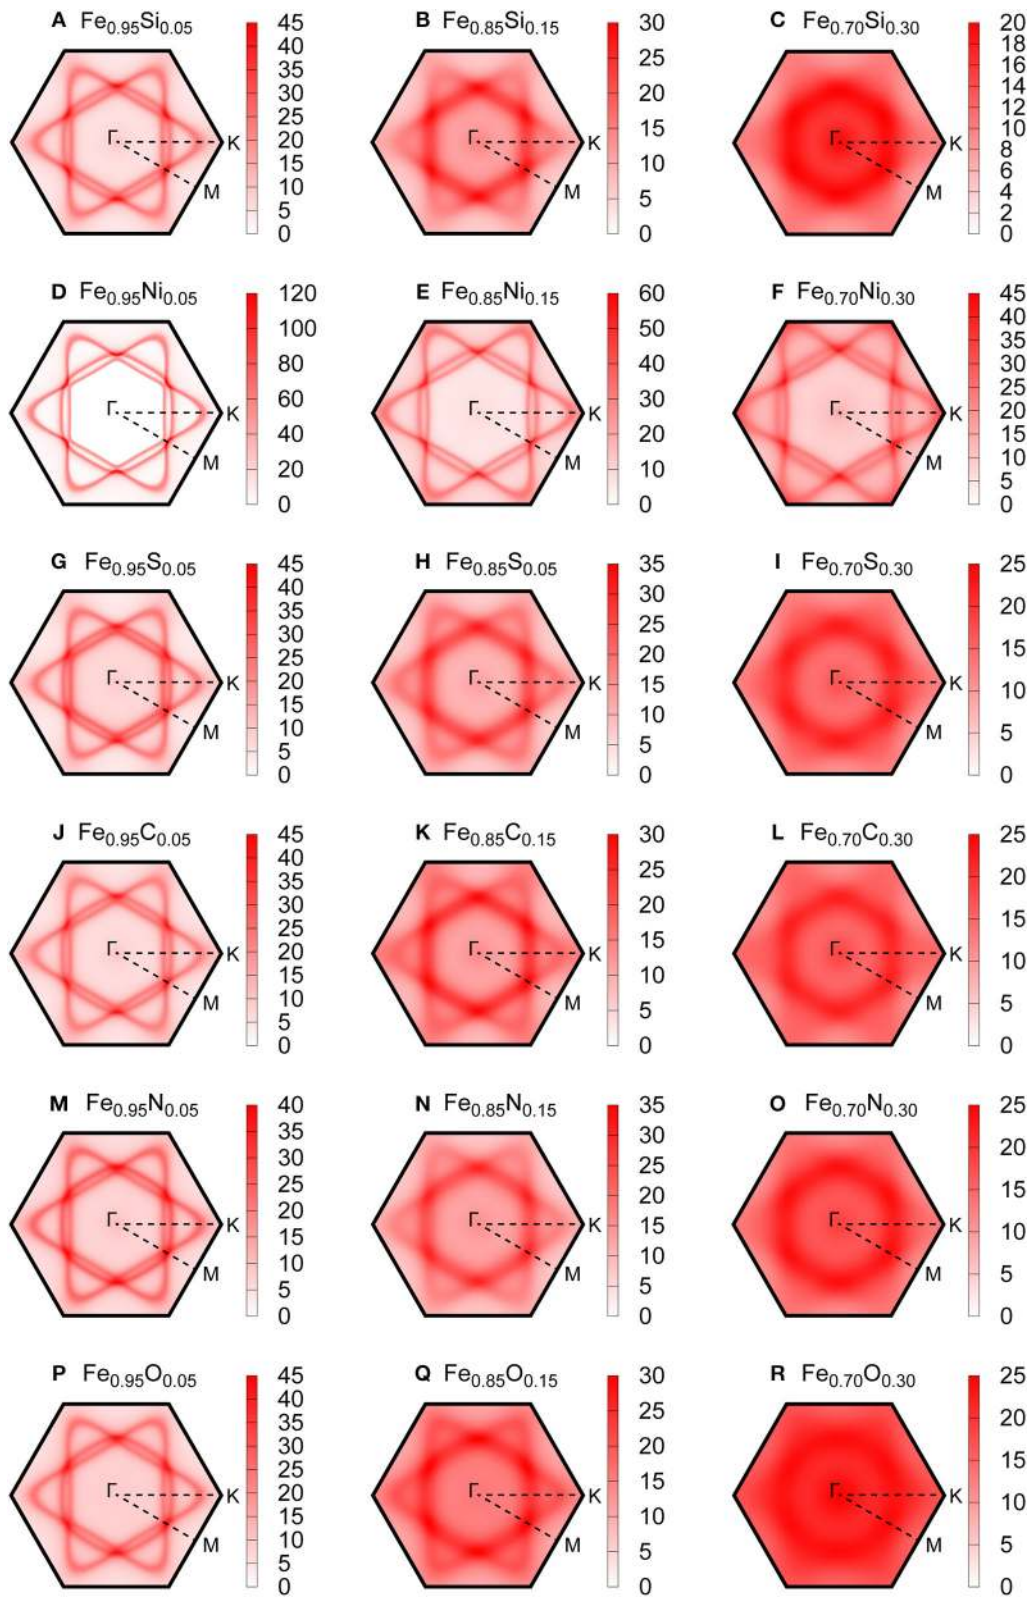 A Fe0.95Si0.05
45
40
35
30
25
20
15
10
5
0
Γ
K
M
B Fe0.85Si0.15
30
25
20
15
10
5
0
Γ
K
M
C Fe0.70Si0.30
20
18
16
14
12
10
8
6
4
2
0
Γ
K
M
D Fe0.95Ni0.05
120
100
80
60
40
20
0
Γ
K
M
E Fe0.85Ni0.15
60
50
40
30
20
10
0
Γ
K
M
F Fe0.70Ni0.30
45
40
35
30
25
20
15
10
5
0
Γ
K
M
G Fe0.95S0.05
45
40
35
30
25
20
15
10
5
0
Γ
K
M
H Fe0.85S0.05
35
30
25
20
15
10
5
0
Γ
K
M
I Fe0.70S0.30
25
20
15
10
5
0
Γ
K
M
J Fe0.95C0.05
45
40
35
30
25
20
15
10
5
0
Γ
K
M
K Fe0.85C0.15
30
25
20
15
10
5
0
Γ
K
M
L Fe0.70C0.30
25
20
15
10
5
0
Γ
K
M
M Fe0.95N0.05
40
35
30
25
20
15
10
5
0
Γ
K
M
N Fe0.85N0.15
35
30
25
20
15
10
5
0
Γ
K
M
O Fe0.70N0.30
25
20
15
10
5
0
Γ
K
M
P Fe0.95O0.05
45
40
35
30
25
20
15
10
5
0
Γ
K
M
Q Fe0.85O0.15
30
25
20
15
10
5
0
Γ
K
M
R Fe0.70O0.30
25
20
15
10
5
0
Γ
K
M